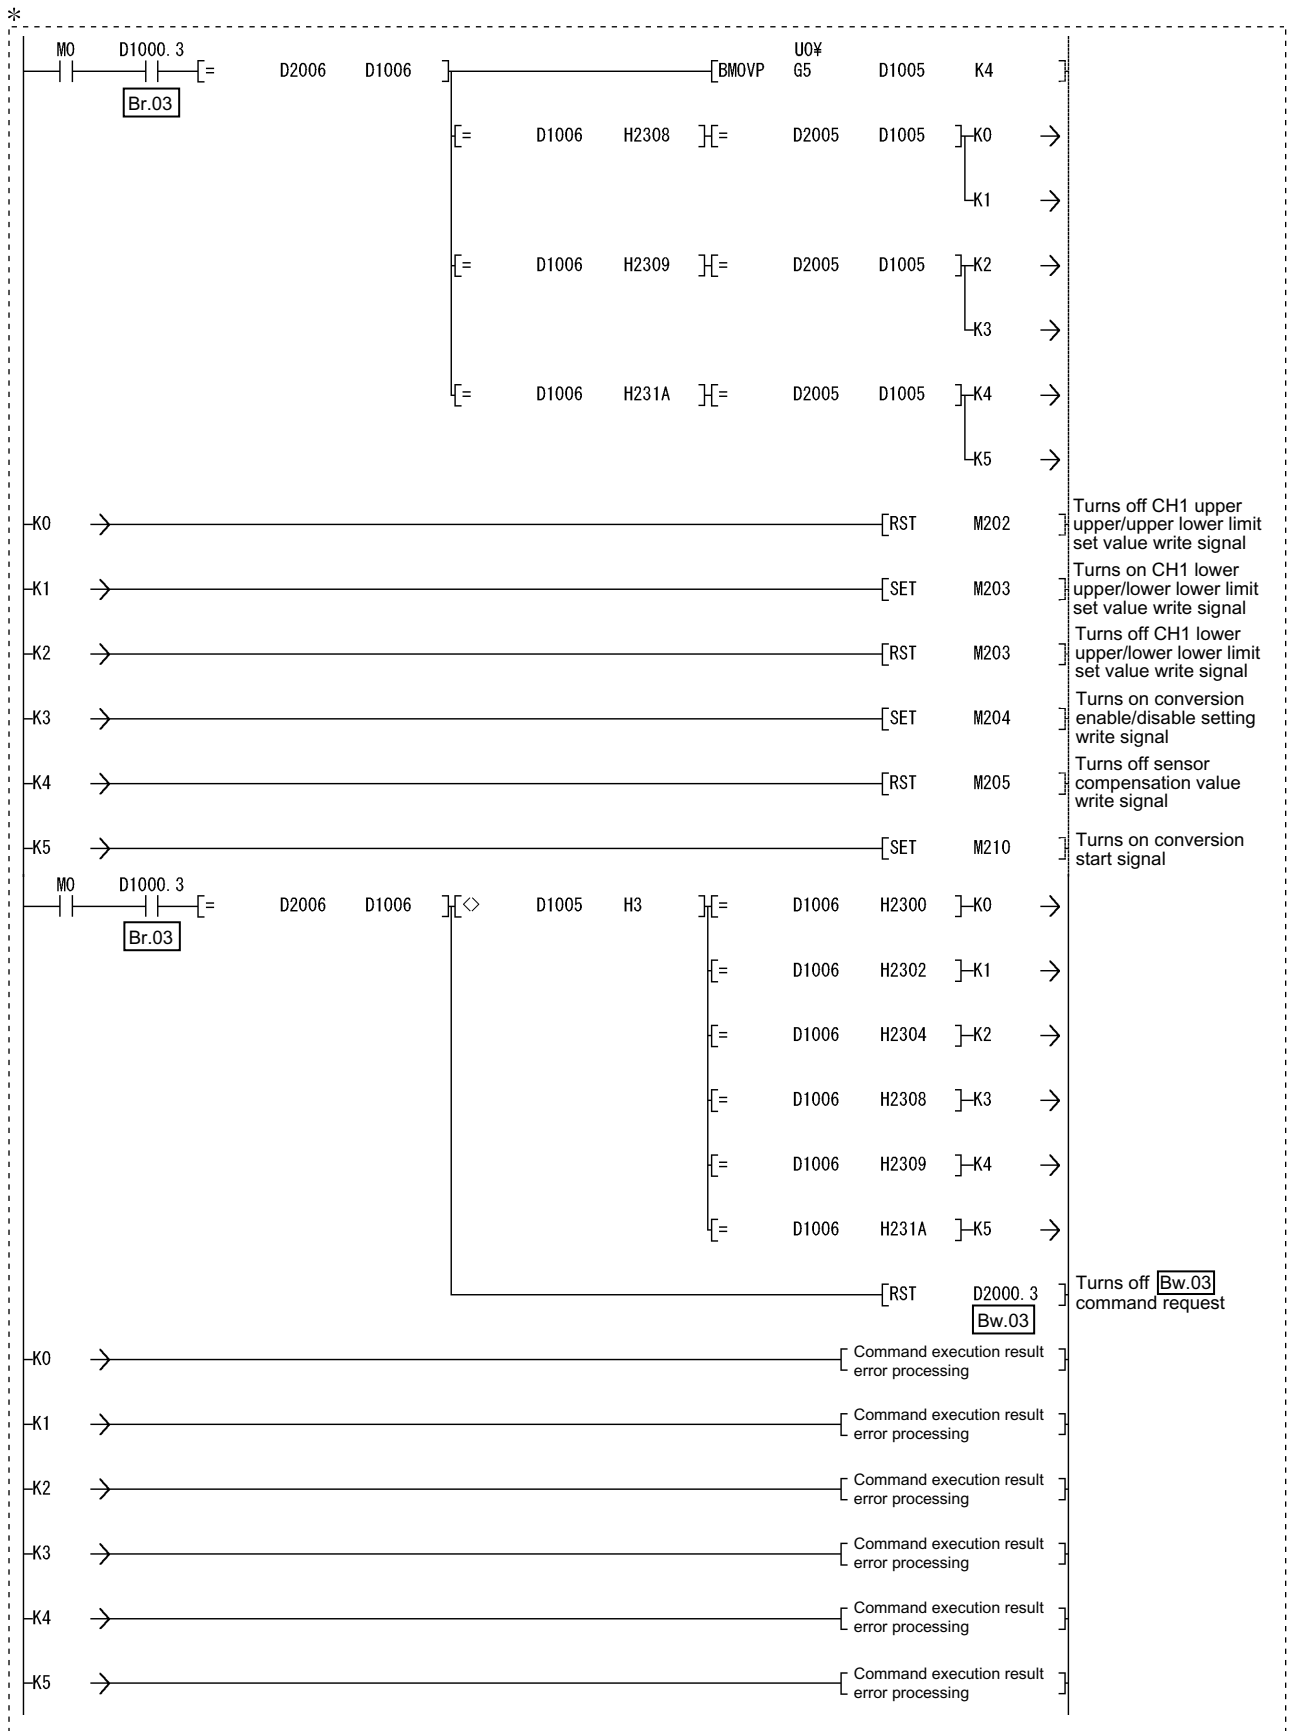 *
M0 D1000. 3 U0¥
= D2006 D1006 BMOVP G5 D1005 K4
Br.03
= D1006 H2308 = D2005 D1005 K0
K1
= D1006 H2309 = D2005 D1005 K2
K3
= D1006 H231A = D2005 D1005 K4
K5
K0 RST M202
Turns off CH1 upper
upper/upper lower limit
set value write signal
K1 SET M203
Turns on CH1 lower
upper/lower lower limit
set value write signal
K2 RST M203
Turns off CH1 lower
upper/lower lower limit
set value write signal
K3 SET M204
Turns on conversion
enable/disable setting
write signal
K4 RST M205
Turns off sensor
compensation value
write signal
K5 SET M210
Turns on conversion
start signal
M0 D1000. 3
= D2006 D1006 <> D1005 H3 = D1006 H2300 K0
Br.03
= D1006 H2302 K1
= D1006 H2304 K2
= D1006 H2308 K3
= D1006 H2309 K4
= D1006 H231A K5
RST D2000. 3
Bw.03
Turns off Bw.03
command request
K0 Command execution result
error processing
K1 Command execution result
error processing
K2 Command execution result
error processing
K3 Command execution result
error processing
K4 Command execution result
error processing
K5 Command execution result
error processing